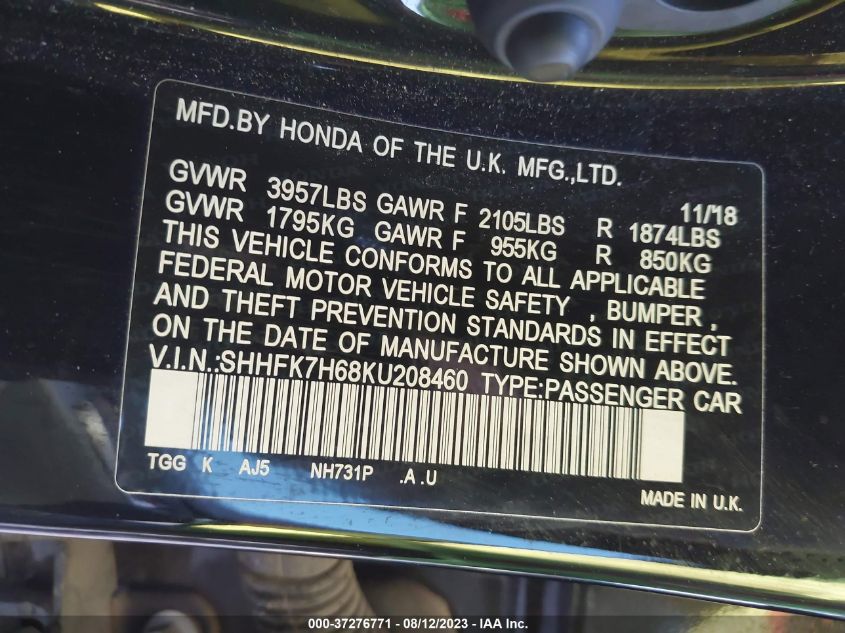 MFD.BY HONDA OF THE U.K. MFG.,LTD.
11/'18
GVWR 3957LBS GAWR F 2105LBS R 1874LBS
GVWR 1795KG GAWR F 955KG R 850KG
THIS VEHICLE CONFORMS TO ALL APPLICABLE
FEDERAL MOTOR VEHICLE SAFETY , BUMPER ,
AND THEFT PREVENTION STANDARDS IN EFFECT
ON THE DATE OF MANUFACTURE SHOWN ABOVE.
V.I.N.:SHHFK7H68KU208460 TYPE:PASSENGER CAR
TGG K AJ5 NH731P .A .U
MADE IN U.K.
000-37276771 - 08/12/2023 - IAA Inc.